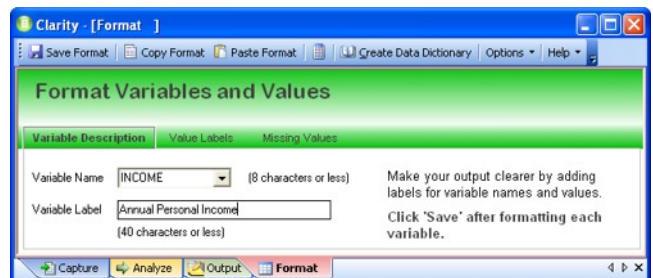 Clarity - [Format ]
Save Format Copy Format Paste Format Create Data Dictionary Options Help
Format Variables and Values
Variable Description Value Labels Missing Values
Variable Name INCOME (8 characters or less)
Variable Label Annual Personal Income
(40 characters or less)
Make your output clearer by adding
labels for variable names and values.
Click 'Save' after formatting each
variable.
Capture Analyze Output Format